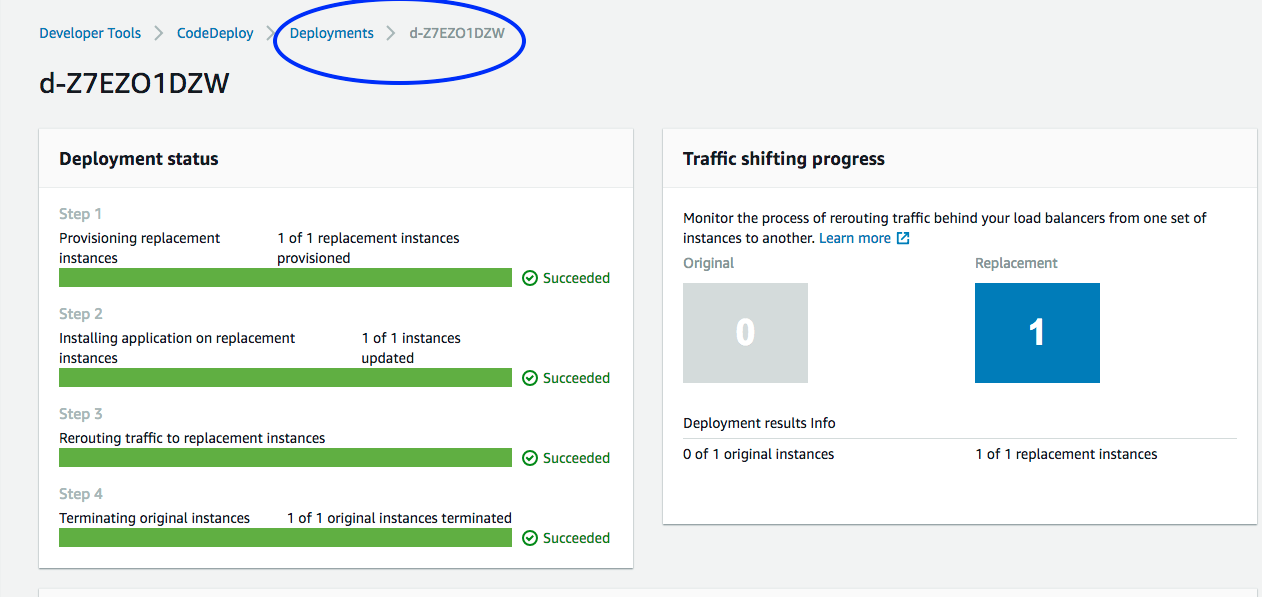 Developer Tools > CodeDeploy > Deployments > d-Z7EZO1DZW
d-Z7EZO1DZW
Deployment status
Step 1
Provisioning replacement instances
1 of 1 replacement instances provisioned
Succeeded
Step 2
Installing application on replacement instances
1 of 1 instances updated
Succeeded
Step 3
Rerouting traffic to replacement instances
Succeeded
Step 4
Terminating original instances
1 of 1 original instances terminated
Succeeded
Traffic shifting progress
Monitor the process of rerouting traffic behind your load balancers from one set of
instances to another. Learn more
Original
Replacement
0
1
Deployment results Info
0 of 1 original instances
1 of 1 replacement instances